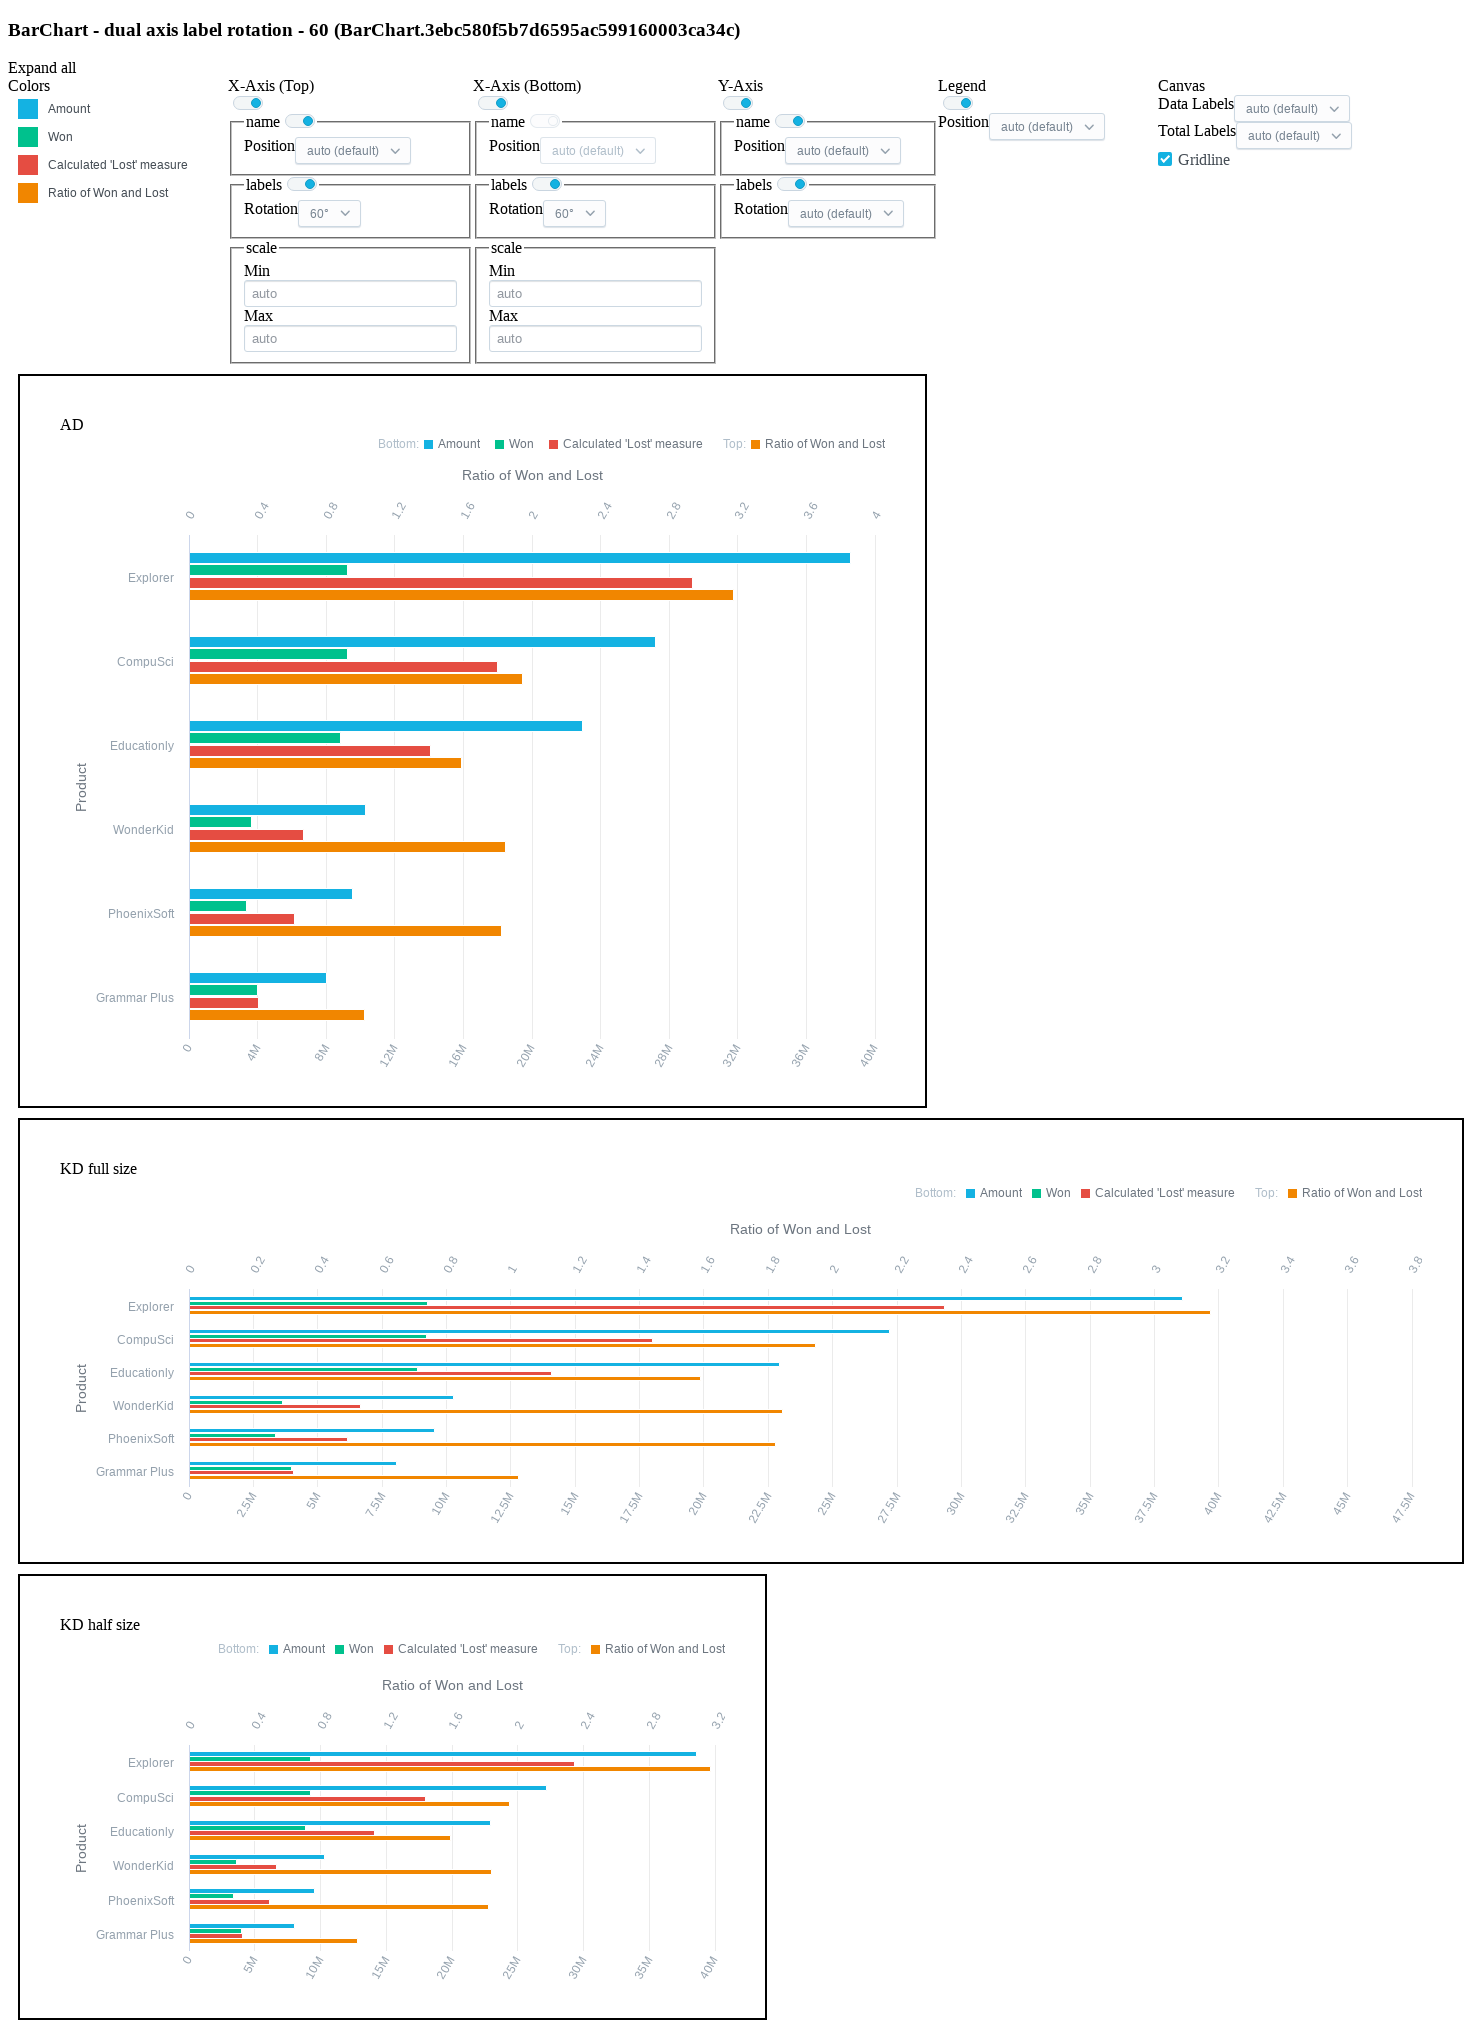 BarChart - dual axis label rotation - 60 (BarChart.3ebc580f5b7d6595ac599160003ca34c)
Expand all
Colors
Amount
Won
Calculated 'Lost' measure
Ratio of Won and Lost
X-Axis (Top)
name
Position auto (default)
labels
Rotation 60°
scale
Min
auto
Max
auto
X-Axis (Bottom)
name
Position auto (default)
labels
Rotation 60°
scale
Min
auto
Max
auto
Y-Axis
name
Position auto (default)
labels
Rotation auto (default)
Legend
Position auto (default)
Canvas
Data Labels auto (default)
Total Labels auto (default)
Gridline
AD
Bottom: Amount Won Calculated 'Lost' measure Top: Ratio of Won and Lost
Ratio of Won and Lost
0 0.4 0.8 1.2 1.6 2 2.4 2.8 3.2 3.6 4
Product
Explorer
CompuSci
Educationly
WonderKid
PhoenixSoft
Grammar Plus
0 4M 8M 12M 16M 20M 24M 28M 32M 36M 40M
KD full size
Bottom: Amount Won Calculated 'Lost' measure Top: Ratio of Won and Lost
Ratio of Won and Lost
0 0.2 0.4 0.6 0.8 1 1.2 1.4 1.6 1.8 2 2.2 2.4 2.6 2.8 3 3.2 3.4 3.6 3.8
Product
Explorer
CompuSci
Educationly
WonderKid
PhoenixSoft
Grammar Plus
0 2.5M 5M 7.5M 10M 12.5M 15M 17.5M 20M 22.5M 25M 27.5M 30M 32.5M 35M 37.5M 40M 42.5M 45M 47.5M
KD half size
Bottom: Amount Won Calculated 'Lost' measure Top: Ratio of Won and Lost
Ratio of Won and Lost
0 0.4 0.8 1.2 1.6 2 2.4 2.8 3.2
Product
Explorer
CompuSci
Educationly
WonderKid
PhoenixSoft
Grammar Plus
0 5M 10M 15M 20M 25M 30M 35M 40M